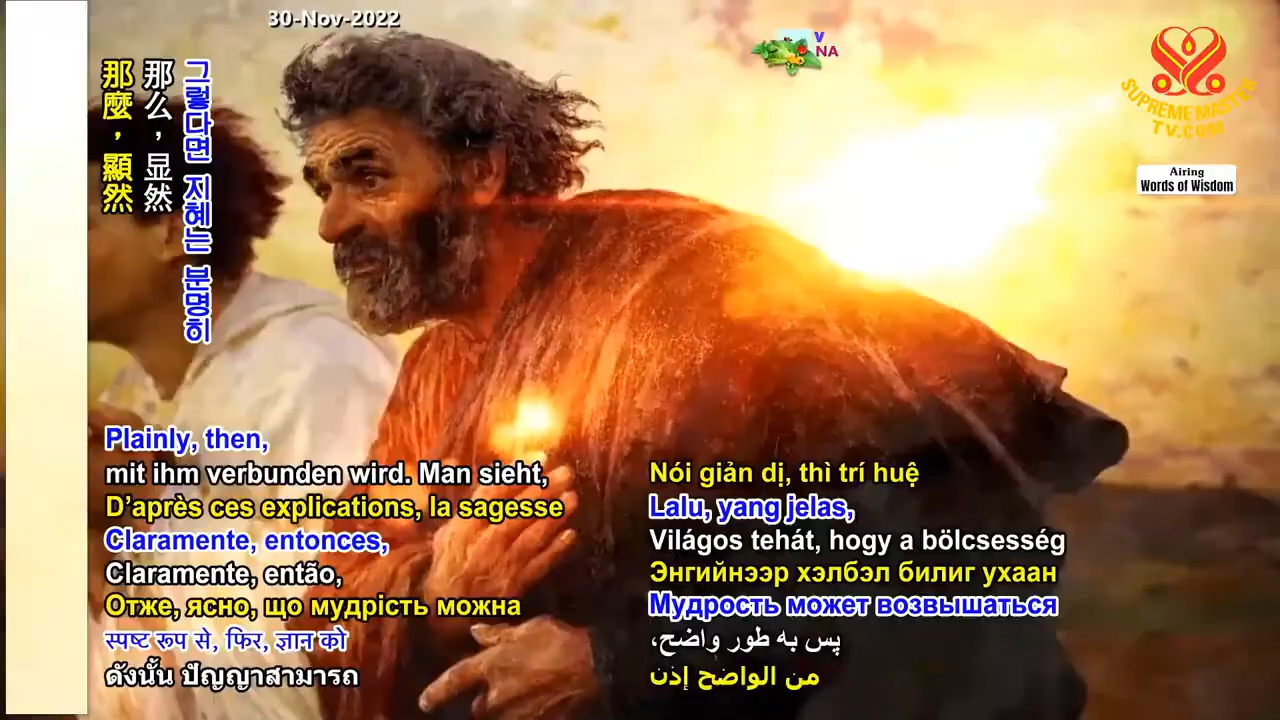 30-Nov-2022
V
NA
SUPREME MASTER
TV.COM
Airing
Words of Wisdom
그렇다면 지혜는 분명히
那么，显然
那麼，顯然
Plainly, then,
mit ihm verbunden wird. Man sieht,
D’après ces explications, la sagesse
Claramente, entonces,
Claramente, então,
Отже, ясно, що мудрість можна
स्पष्ट रूप से, फिर, ज्ञान को
ดังนั้น ปัญญาสามารถ
Nói giản dị, thì trí huệ
Lalu, yang jelas,
Világos tehát, hogy a bölcsesség
Энгийнээр хэлбэл билиг ухаан
Мудрость может возвышаться
پس به طور واضح،
من الواضح إذن